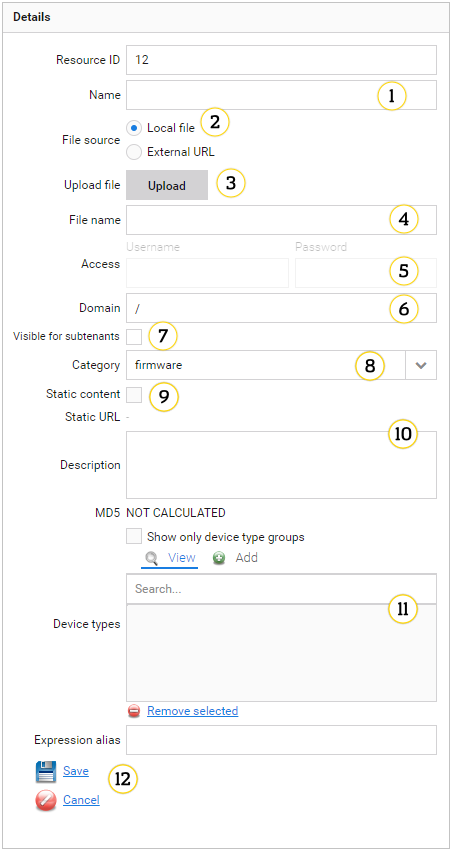 Details
Resource ID 12
Name 1
File source Local file 2
External URL
Upload file Upload 3
File name 4
Username Password
Access 5
Domain / 6
Visible for subtenants 7
Category firmware 8
Static content 9
Static URL -
10
Description
MD5 NOT CALCULATED
Show only device type groups
View Add
Search...
11
Device types
Remove selected
Expression alias
Save
12
Cancel